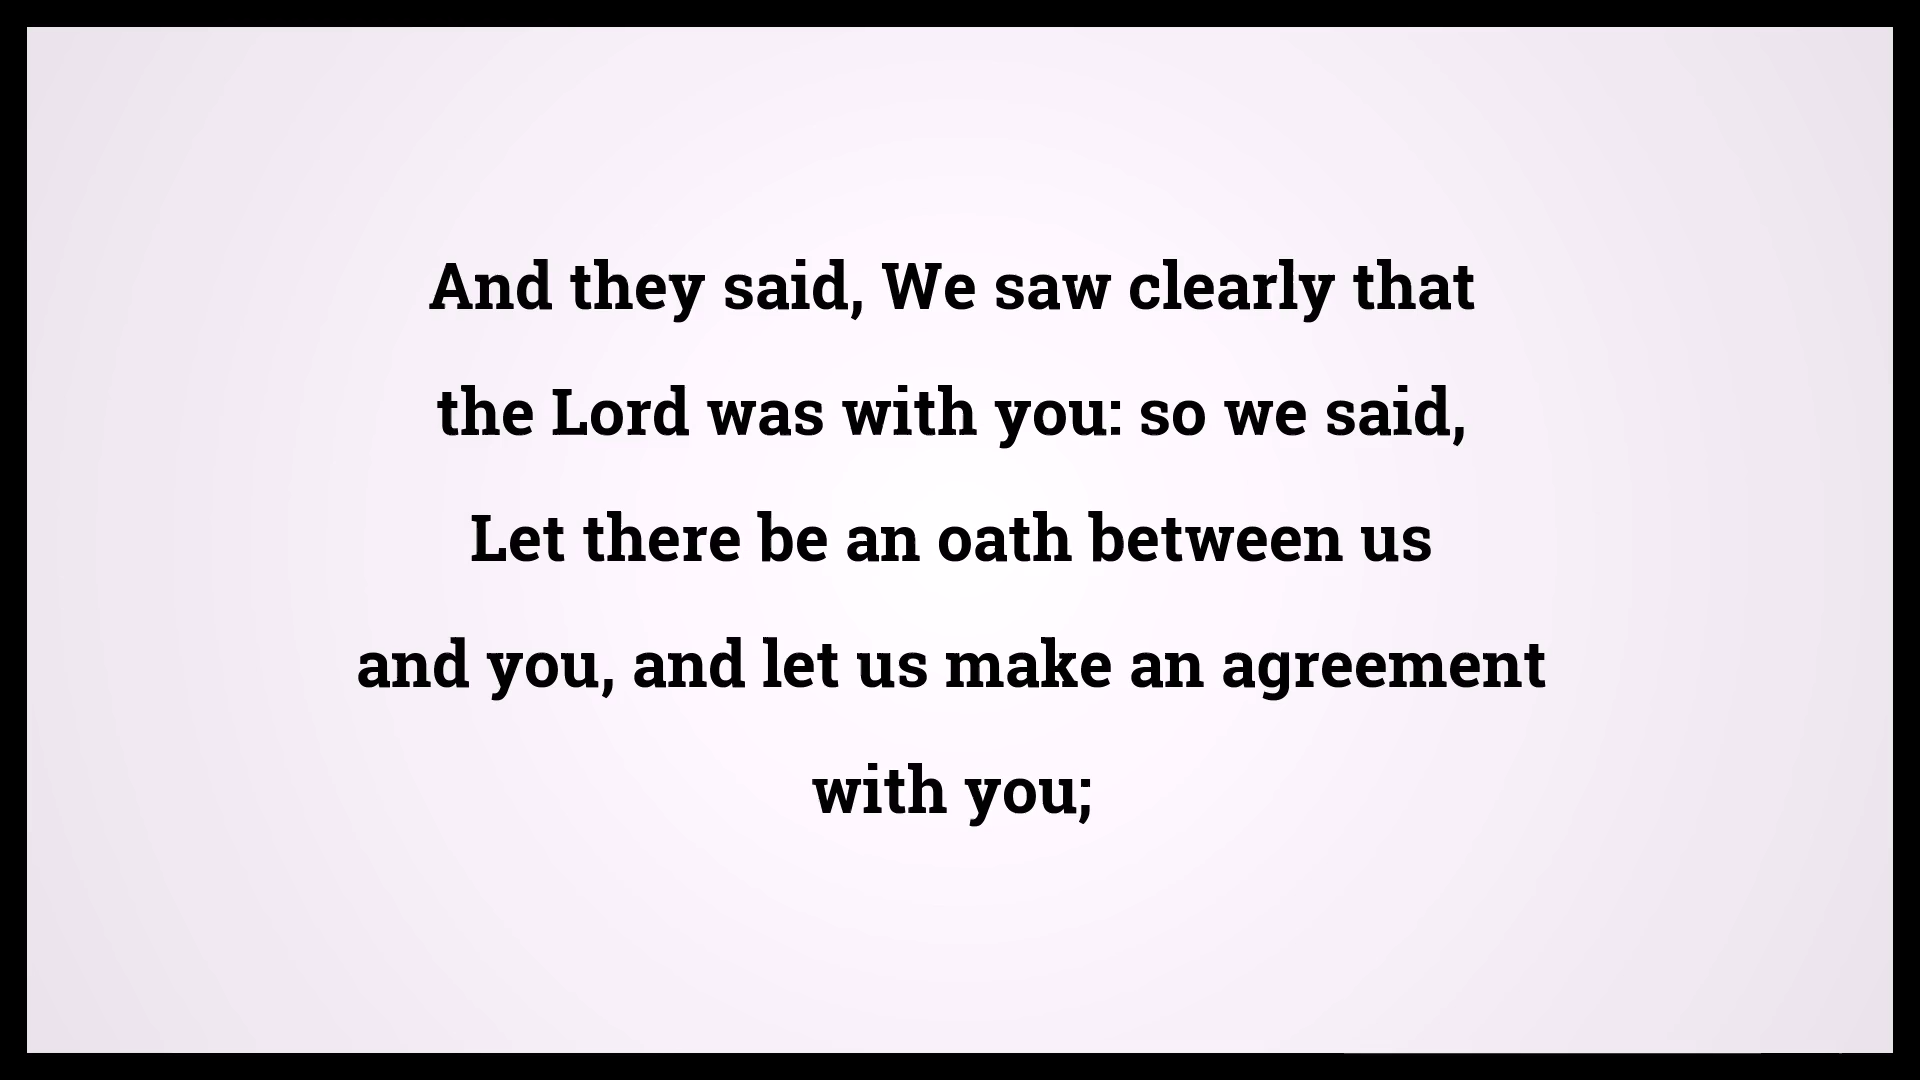 And they said, We saw clearly that
the Lord was with you: so we said,
Let there be an oath between us
and you, and let us make an agreement
with you;